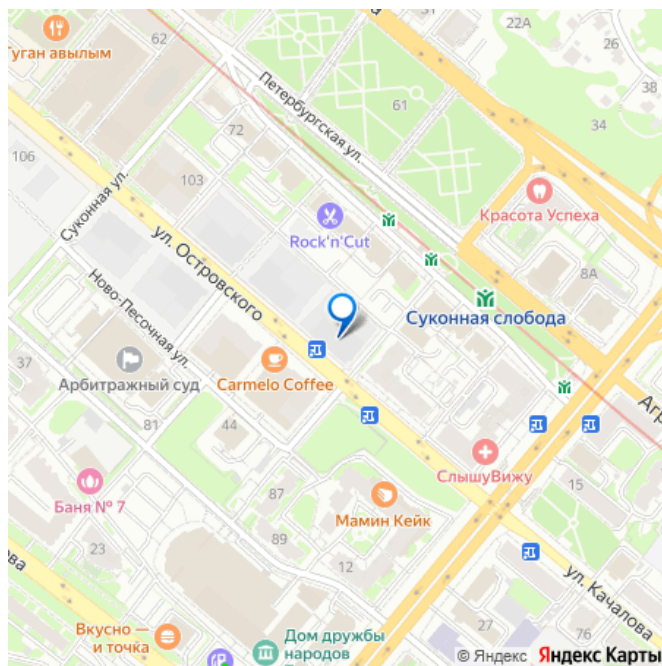 22А
62
26
38
Туган авылым
Петербургская ул.
61
34
72
106
103
Красота Успеха
Суконная ул.
Rock'n'Cut
8А
ул. Островского
Ново-Песочная ул.
Суконная слобода
37
Арбитражный суд
Carmelo Coffee
Агр
81
44
СлышуВижу
Баня № 7
87
15
Мамин Кейк
89
23
ова
12
ул. Качалова
Вкусно —
и точка
Дом дружбы
народов
27
76
© Яндекс Яндекс Карты